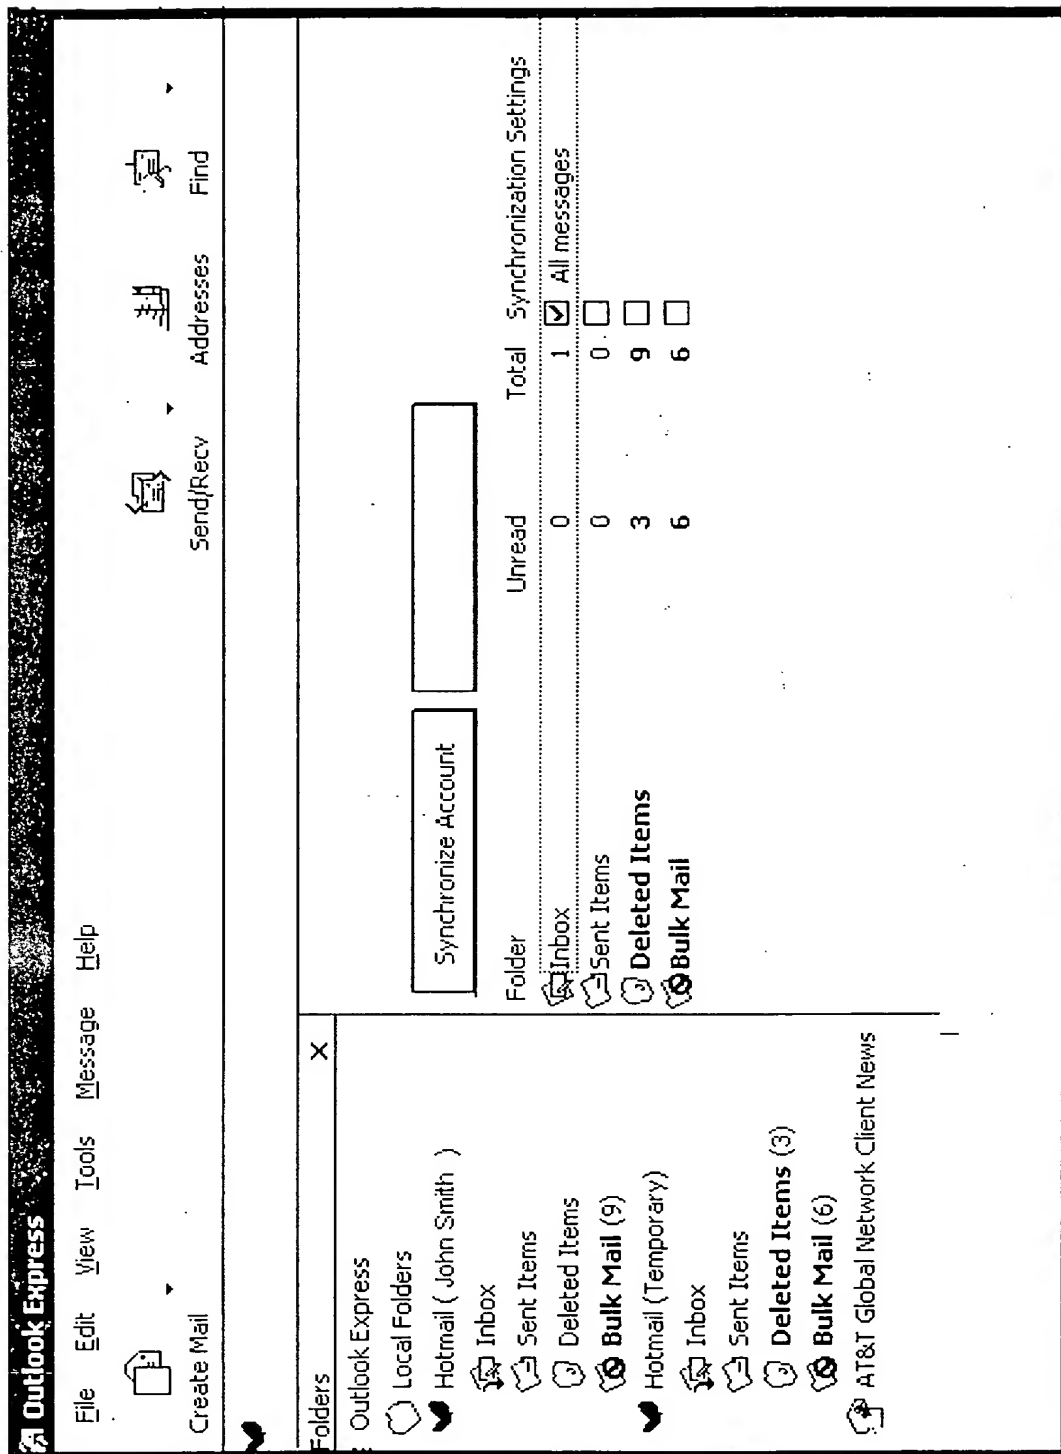 Outlook Express
File Edit View Tools Message Help
Create Mail Send/Recv Addresses Find
Folders X
Outlook Express
Local Folders
Hotmail ( John Smith )
Inbox
Sent Items
Deleted Items
Bulk Mail (9)
Hotmail (Temporary)
Inbox
Sent Items
Deleted Items (3)
Bulk Mail (6)
AT&T Global Network Client News
Synchronize Account
Folder Unread Total Synchronization Settings
Inbox 0 1 All messages
Sent Items 0 0
Deleted Items 3 9
Bulk Mail 6 6